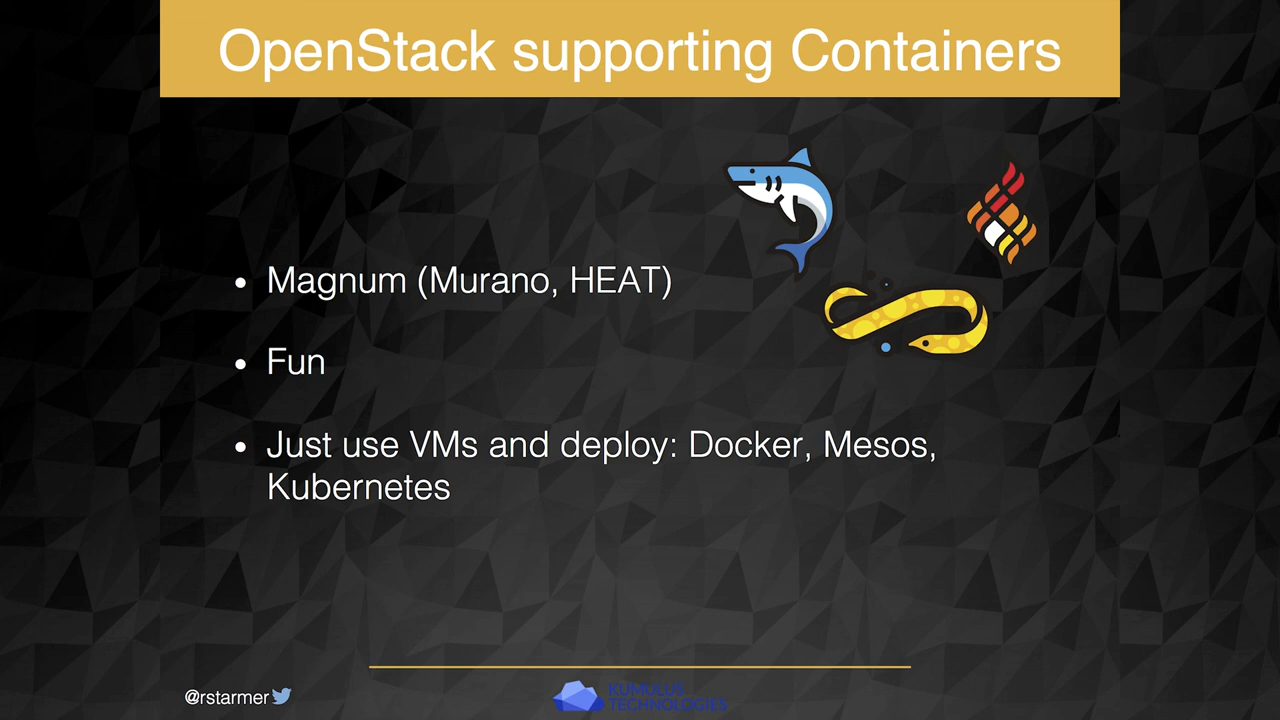 OpenStack supporting Containers
• Magnum (Murano, HEAT)
• Fun
• Just use VMs and deploy: Docker, Mesos,
Kubernetes
@rstarmer
KUMULUS
TECHNOLOGIES